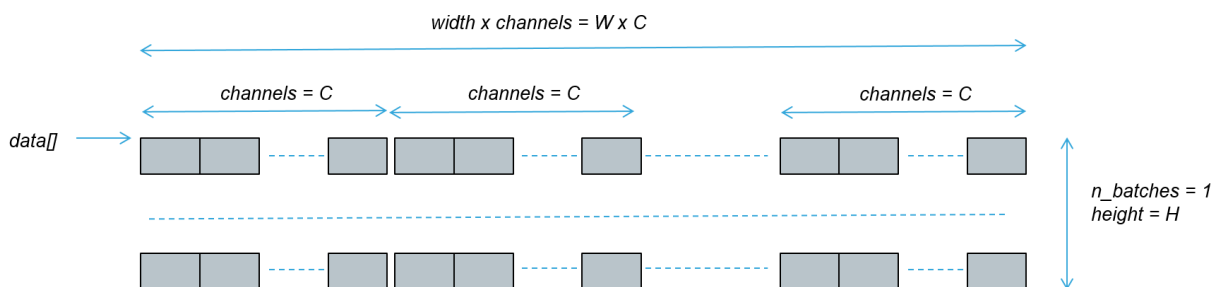 width x channels = W x C
channels = C
channels = C
channels = C
data[]
n_batches = 1
height = H